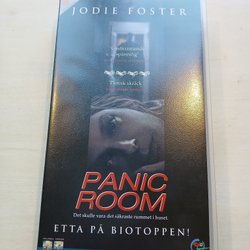 JODIE FOSTER
PANIC
ROOM
Det skulle vara det säkraste rummet i huset.
ETTA PÅ BIOTOPPEN!